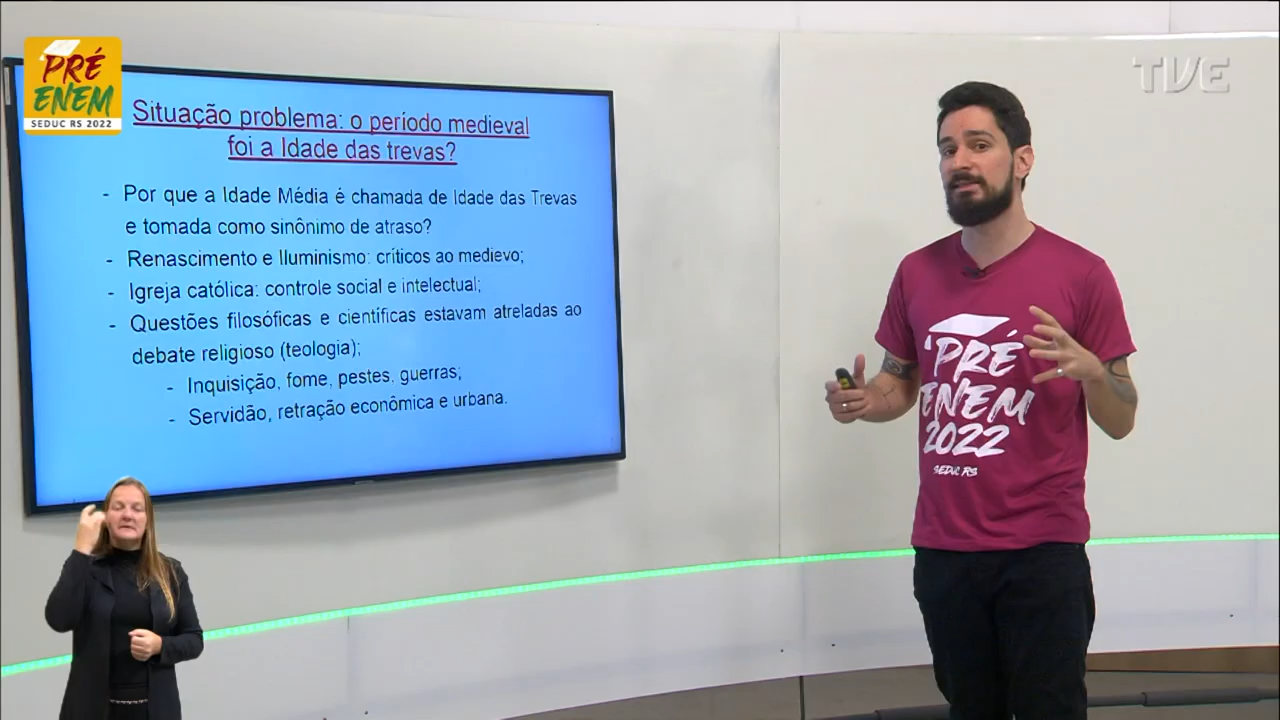 PRÉ
ENEM
SEDUC RS 2022
TVE
Situação problema: o período medieval
foi a Idade das trevas?
- Por que a Idade Média é chamada de Idade das Trevas
e tomada como sinônimo de atraso?
- Renascimento e Iluminismo: críticos ao medievo;
- Igreja católica: controle social e intelectual;
- Questões filosóficas e científicas estavam atreladas ao
debate religioso (teologia);
- Inquisição, fome, pestes, guerras;
- Servidão, retração econômica e urbana.
PRÉ
ENEM
2022
SEDUC RS